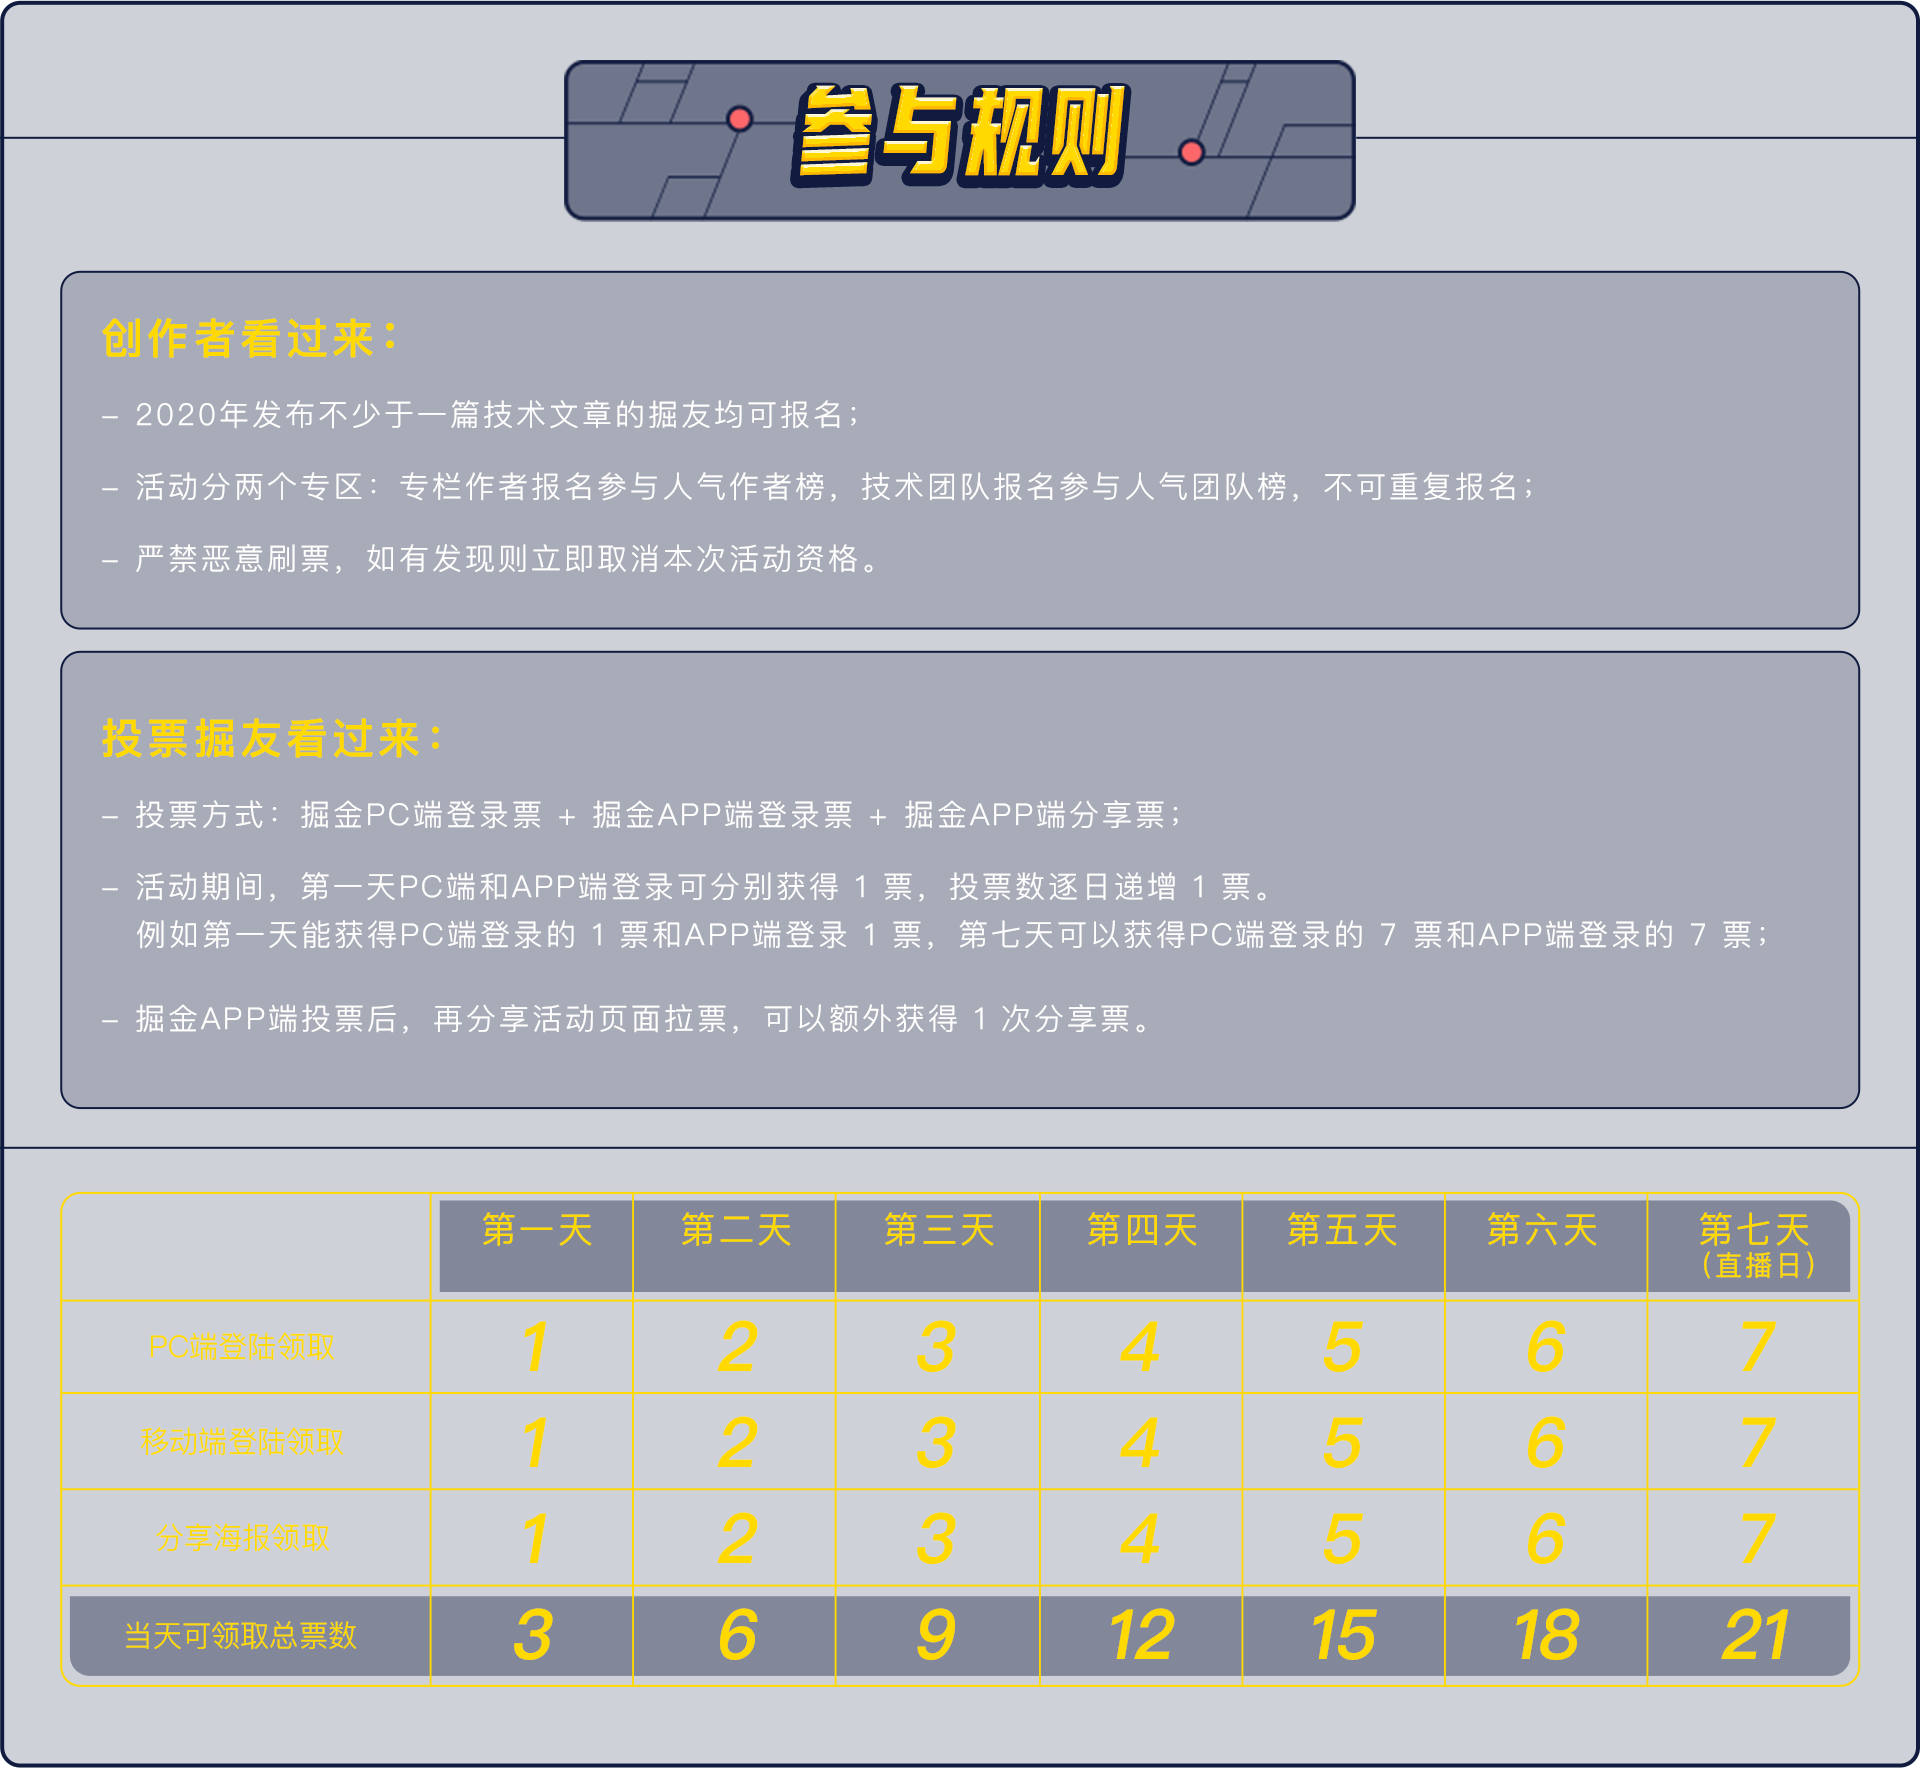 参与规则
创作者看过来：
– 2020年发布不少于一篇技术文章的掘友均可报名；
– 活动分两个专区：专栏作者报名参与人气作者榜，技术团队报名参与人气团队榜，不可重复报名；
– 严禁恶意刷票，如有发现则立即取消本次活动资格。
投票掘友看过来：
– 投票方式：掘金PC端登录票 + 掘金APP端登录票 + 掘金APP端分享票；
– 活动期间，第一天PC端和APP端登录可分别获得 1 票，投票数逐日递增 1 票。
例如第一天能获得PC端登录的 1 票和APP端登录 1 票，第七天可以获得PC端登录的 7 票和APP端登录的 7 票；
– 掘金APP端投票后，再分享活动页面拉票，可以额外获得 1 次分享票。
第一天 第二天 第三天 第四天 第五天 第六天 第七天
（直播日）
PC端登陆领取 1 2 3 4 5 6 7
移动端登陆领取 1 2 3 4 5 6 7
分享海报领取 1 2 3 4 5 6 7
当天可领取总票数 3 6 9 12 15 18 21